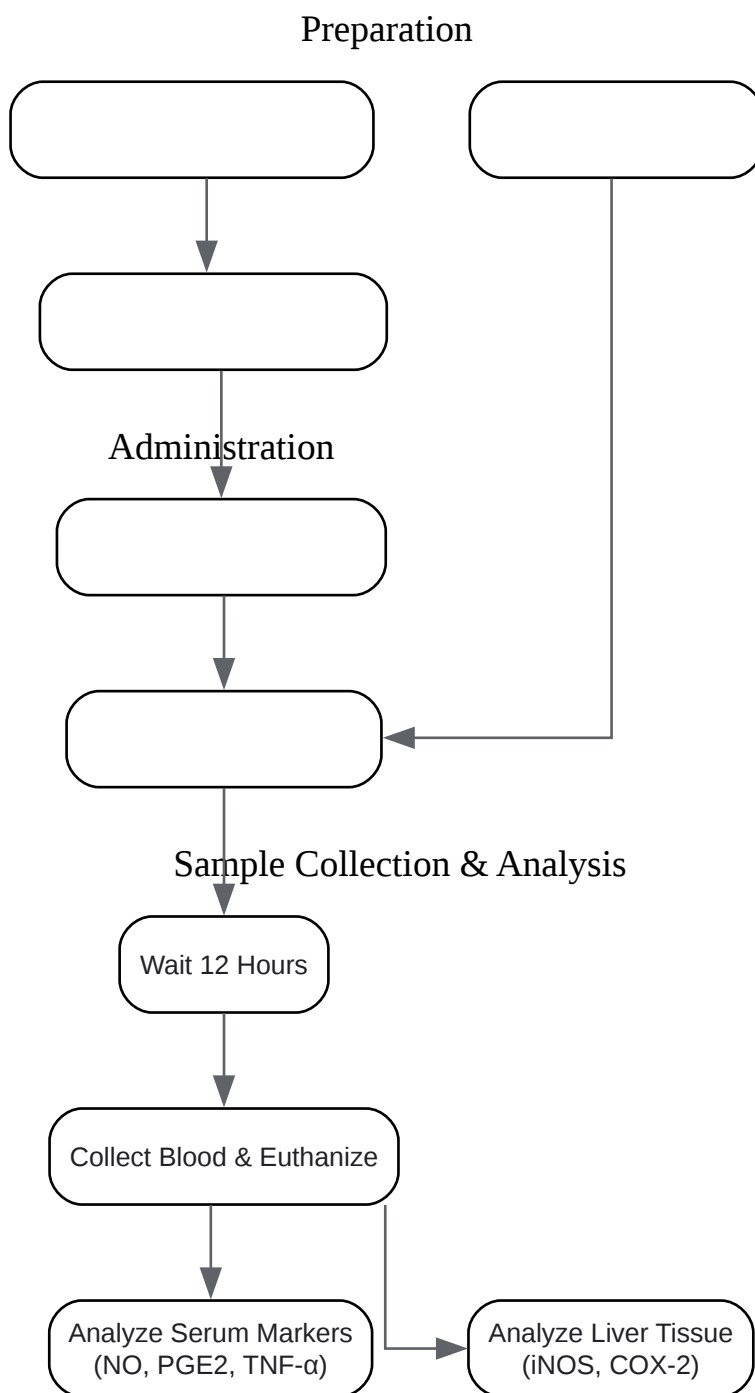 Preparation
Administration
Sample Collection & Analysis
Wait 12 Hours
Collect Blood & Euthanize
Analyze Serum Markers
(NO, PGE2, TNF-α)
Analyze Liver Tissue
(iNOS, COX-2)